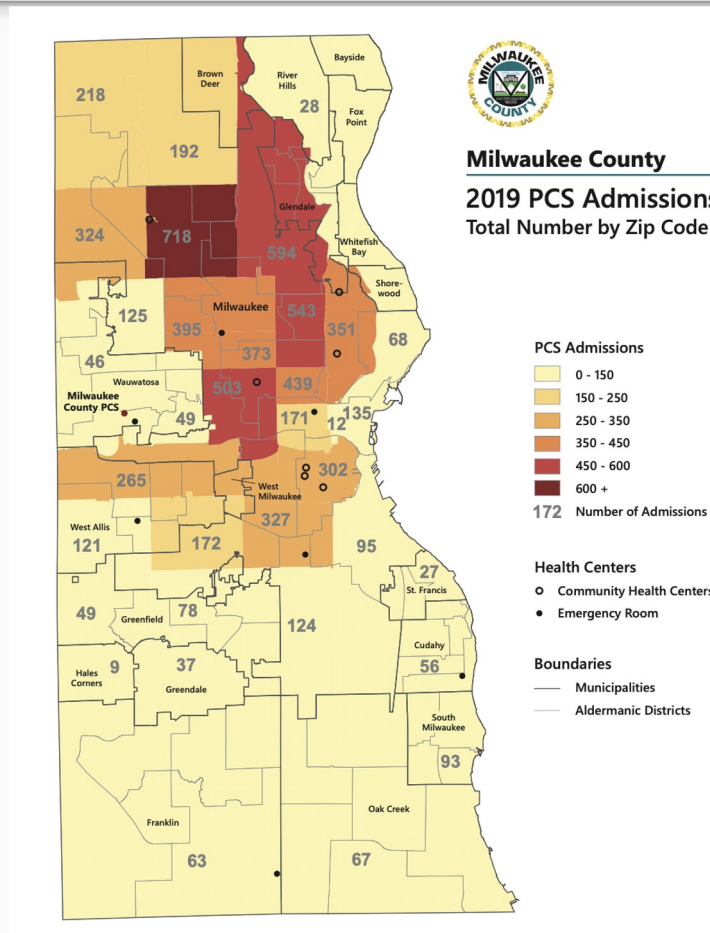 MILWAUKEE
COUNTY
Milwaukee County
2019 PCS Admissions
Total Number by Zip Code
Bayside
Brown
Deer
River
Hills
218
28
Fox
Point
192
Glendale
324
718
594
Whitefish
Bay
Shore-
wood
125
Milwaukee
543
395
351
68
46
373
Wauwatosa
503
439
Milwaukee
County PCS
49
171
12
135
265
302
West
Milwaukee
327
West Allis
121
172
95
27
St. Francis
49
78
Greenfield
124
Cudahy
56
9
37
Hales
Corners
Greendale
South
Milwaukee
93
Oak Creek
Franklin
63
67
PCS Admissions
0 - 150
150 - 250
250 - 350
350 - 450
450 - 600
600 +
172 Number of Admissions
Health Centers
Community Health Centers
Emergency Room
Boundaries
Municipalities
Aldermanic Districts